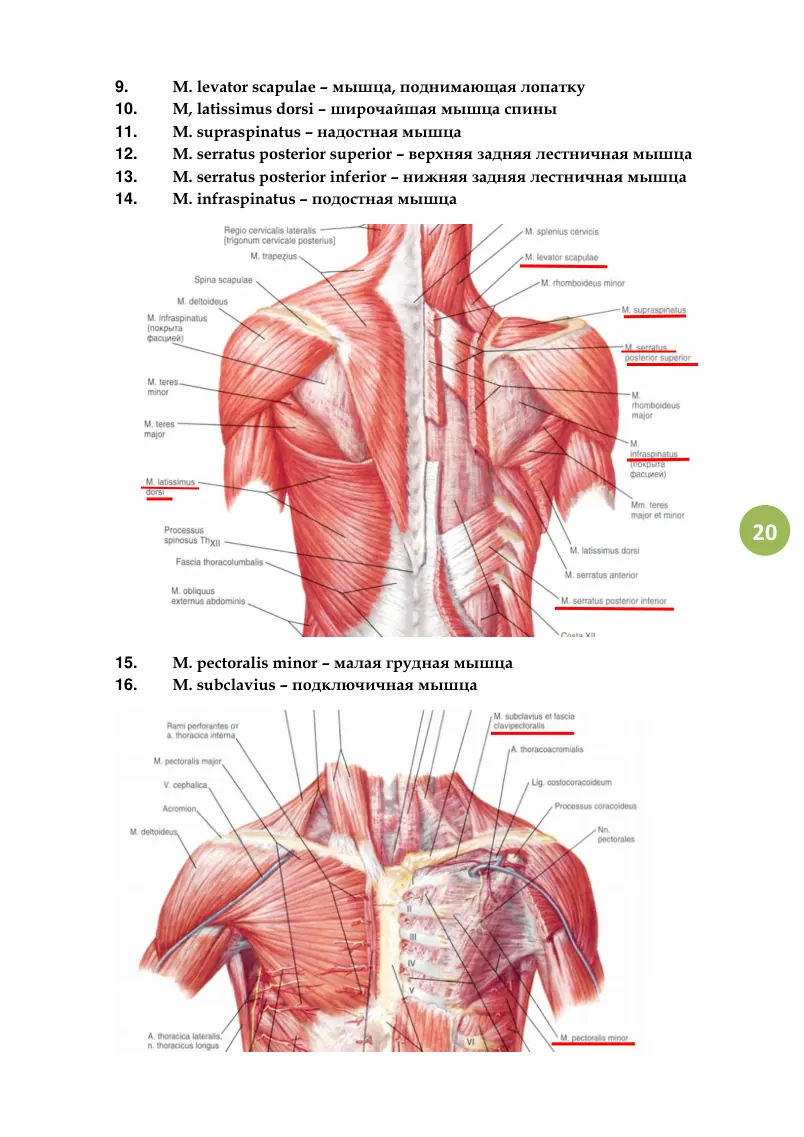 9. M. levator scapulae – мышца, поднимающая лопатку
10. M, latissimus dorsi – широчайшая мышца спины
11. M. supraspinatus – надостная мышца
12. M. serratus posterior superior – верхняя задняя лестничная мышца
13. M. serratus posterior inferior – нижняя задняя лестничная мышца
14. M. infraspinatus – подостная мышца
Regio cervicalis lateralis
[trigonum cervicale posterius]
M. trapezius
Spina scapulae
M. deltoideus
M. infraspinatus
(покрыта
фасцией)
M. teres
minor
M. teres
major
M. latissimus
dorsi
Processus
spinosus ThXII
Fascia thoracolumbalis
M. obliquus
externus abdominis
M. splenius cervicis
M. levator scapulae
M. rhomboideus minor
M. supraspinatus
M. serratus
posterior superior
M.
rhomboideus
major
M.
infraspinatus
(покрыта
фасцией)
Mm. teres
major et minor
M. latissimus dorsi
M. serratus anterior
M. serratus posterior inferior
Costa XII
20
15. M. pectoralis minor – малая грудная мышца
16. M. subclavius – подключичная мышца
Rami perforantes от
a. thoracica interna
M. pectoralis major
V. cephalica
Acromion
M. deltoideus
A. thoracica lateralis,
n. thoracicus longus
M. subclavius et fascia
clavipectoralis
A. thoracoacromialis
Lig. costocoracoideum
Processus coracoideus
Nn.
pectorales
II
III
IV
V
VI
M. pectoralis minor